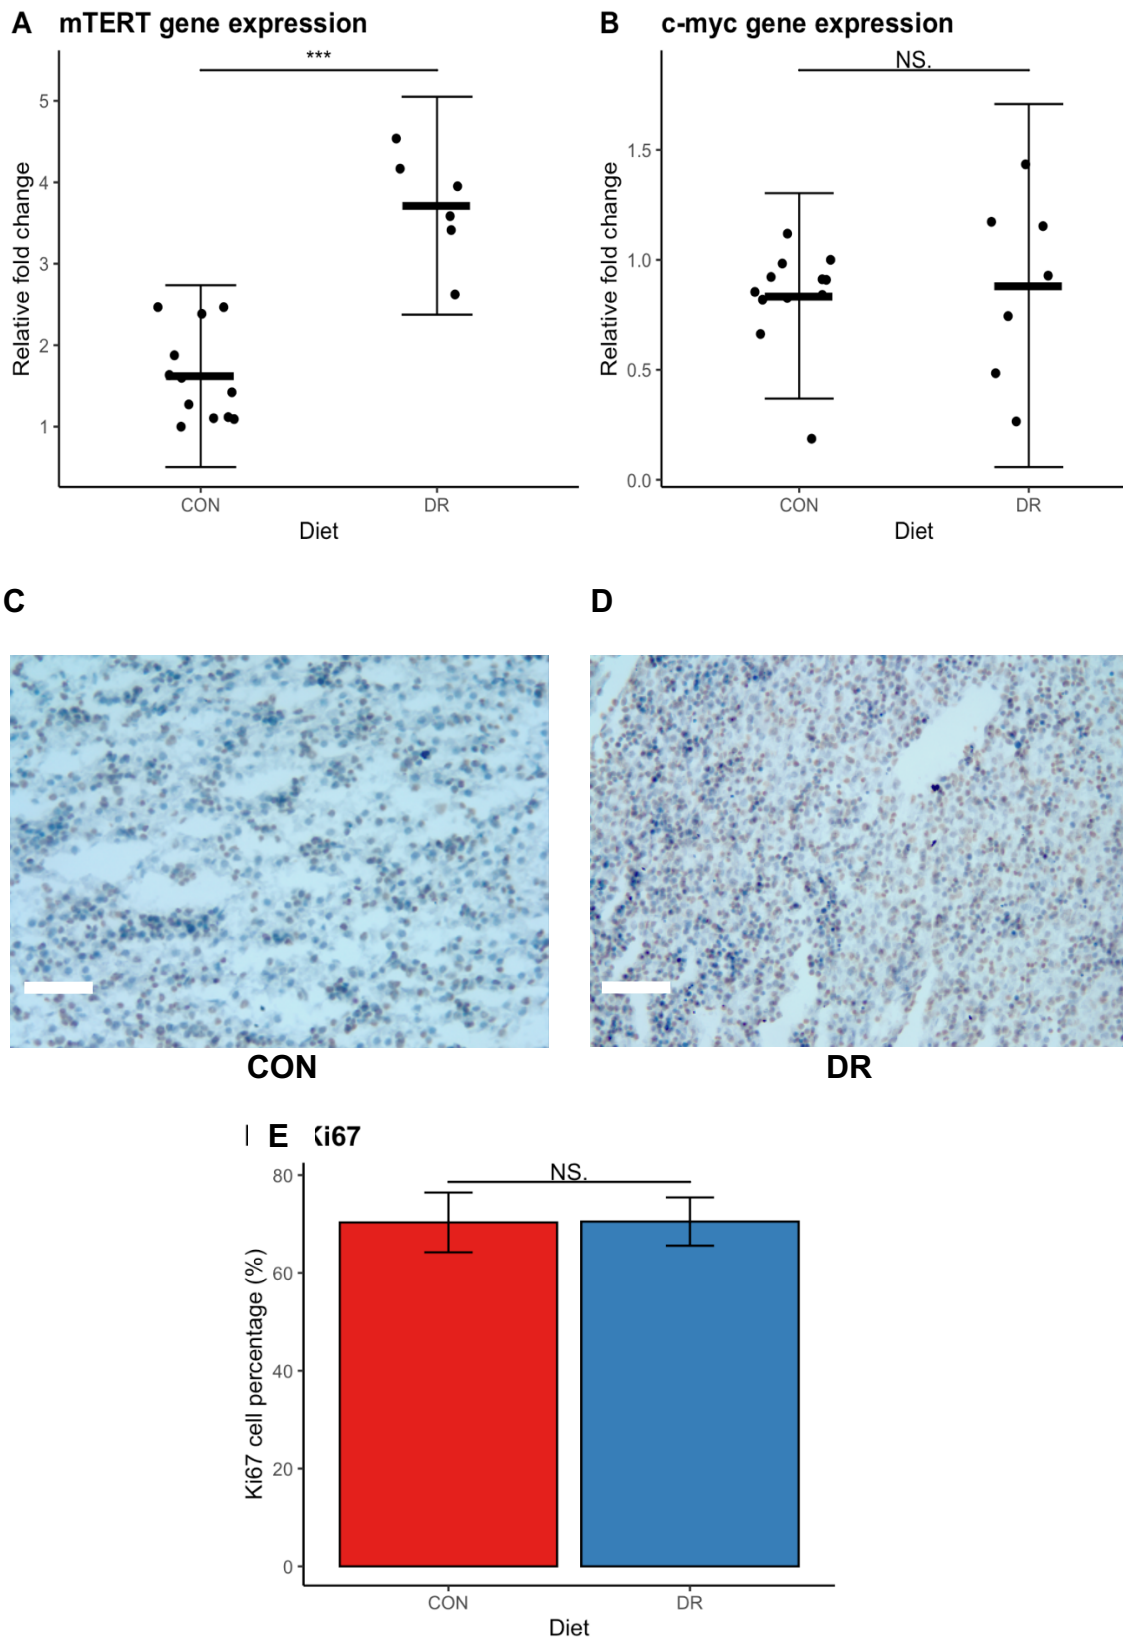 A mTERT gene expression
***
Relative fold change
5
4
3
2
1
CON DR
Diet
B c-myc gene expression
NS.
Relative fold change
1.5
1.0
0.5
0.0
CON DR
Diet
C
CON
D
DR
E Ki67
NS.
Ki67 cell percentage (%)
80
60
40
20
0
CON DR
Diet